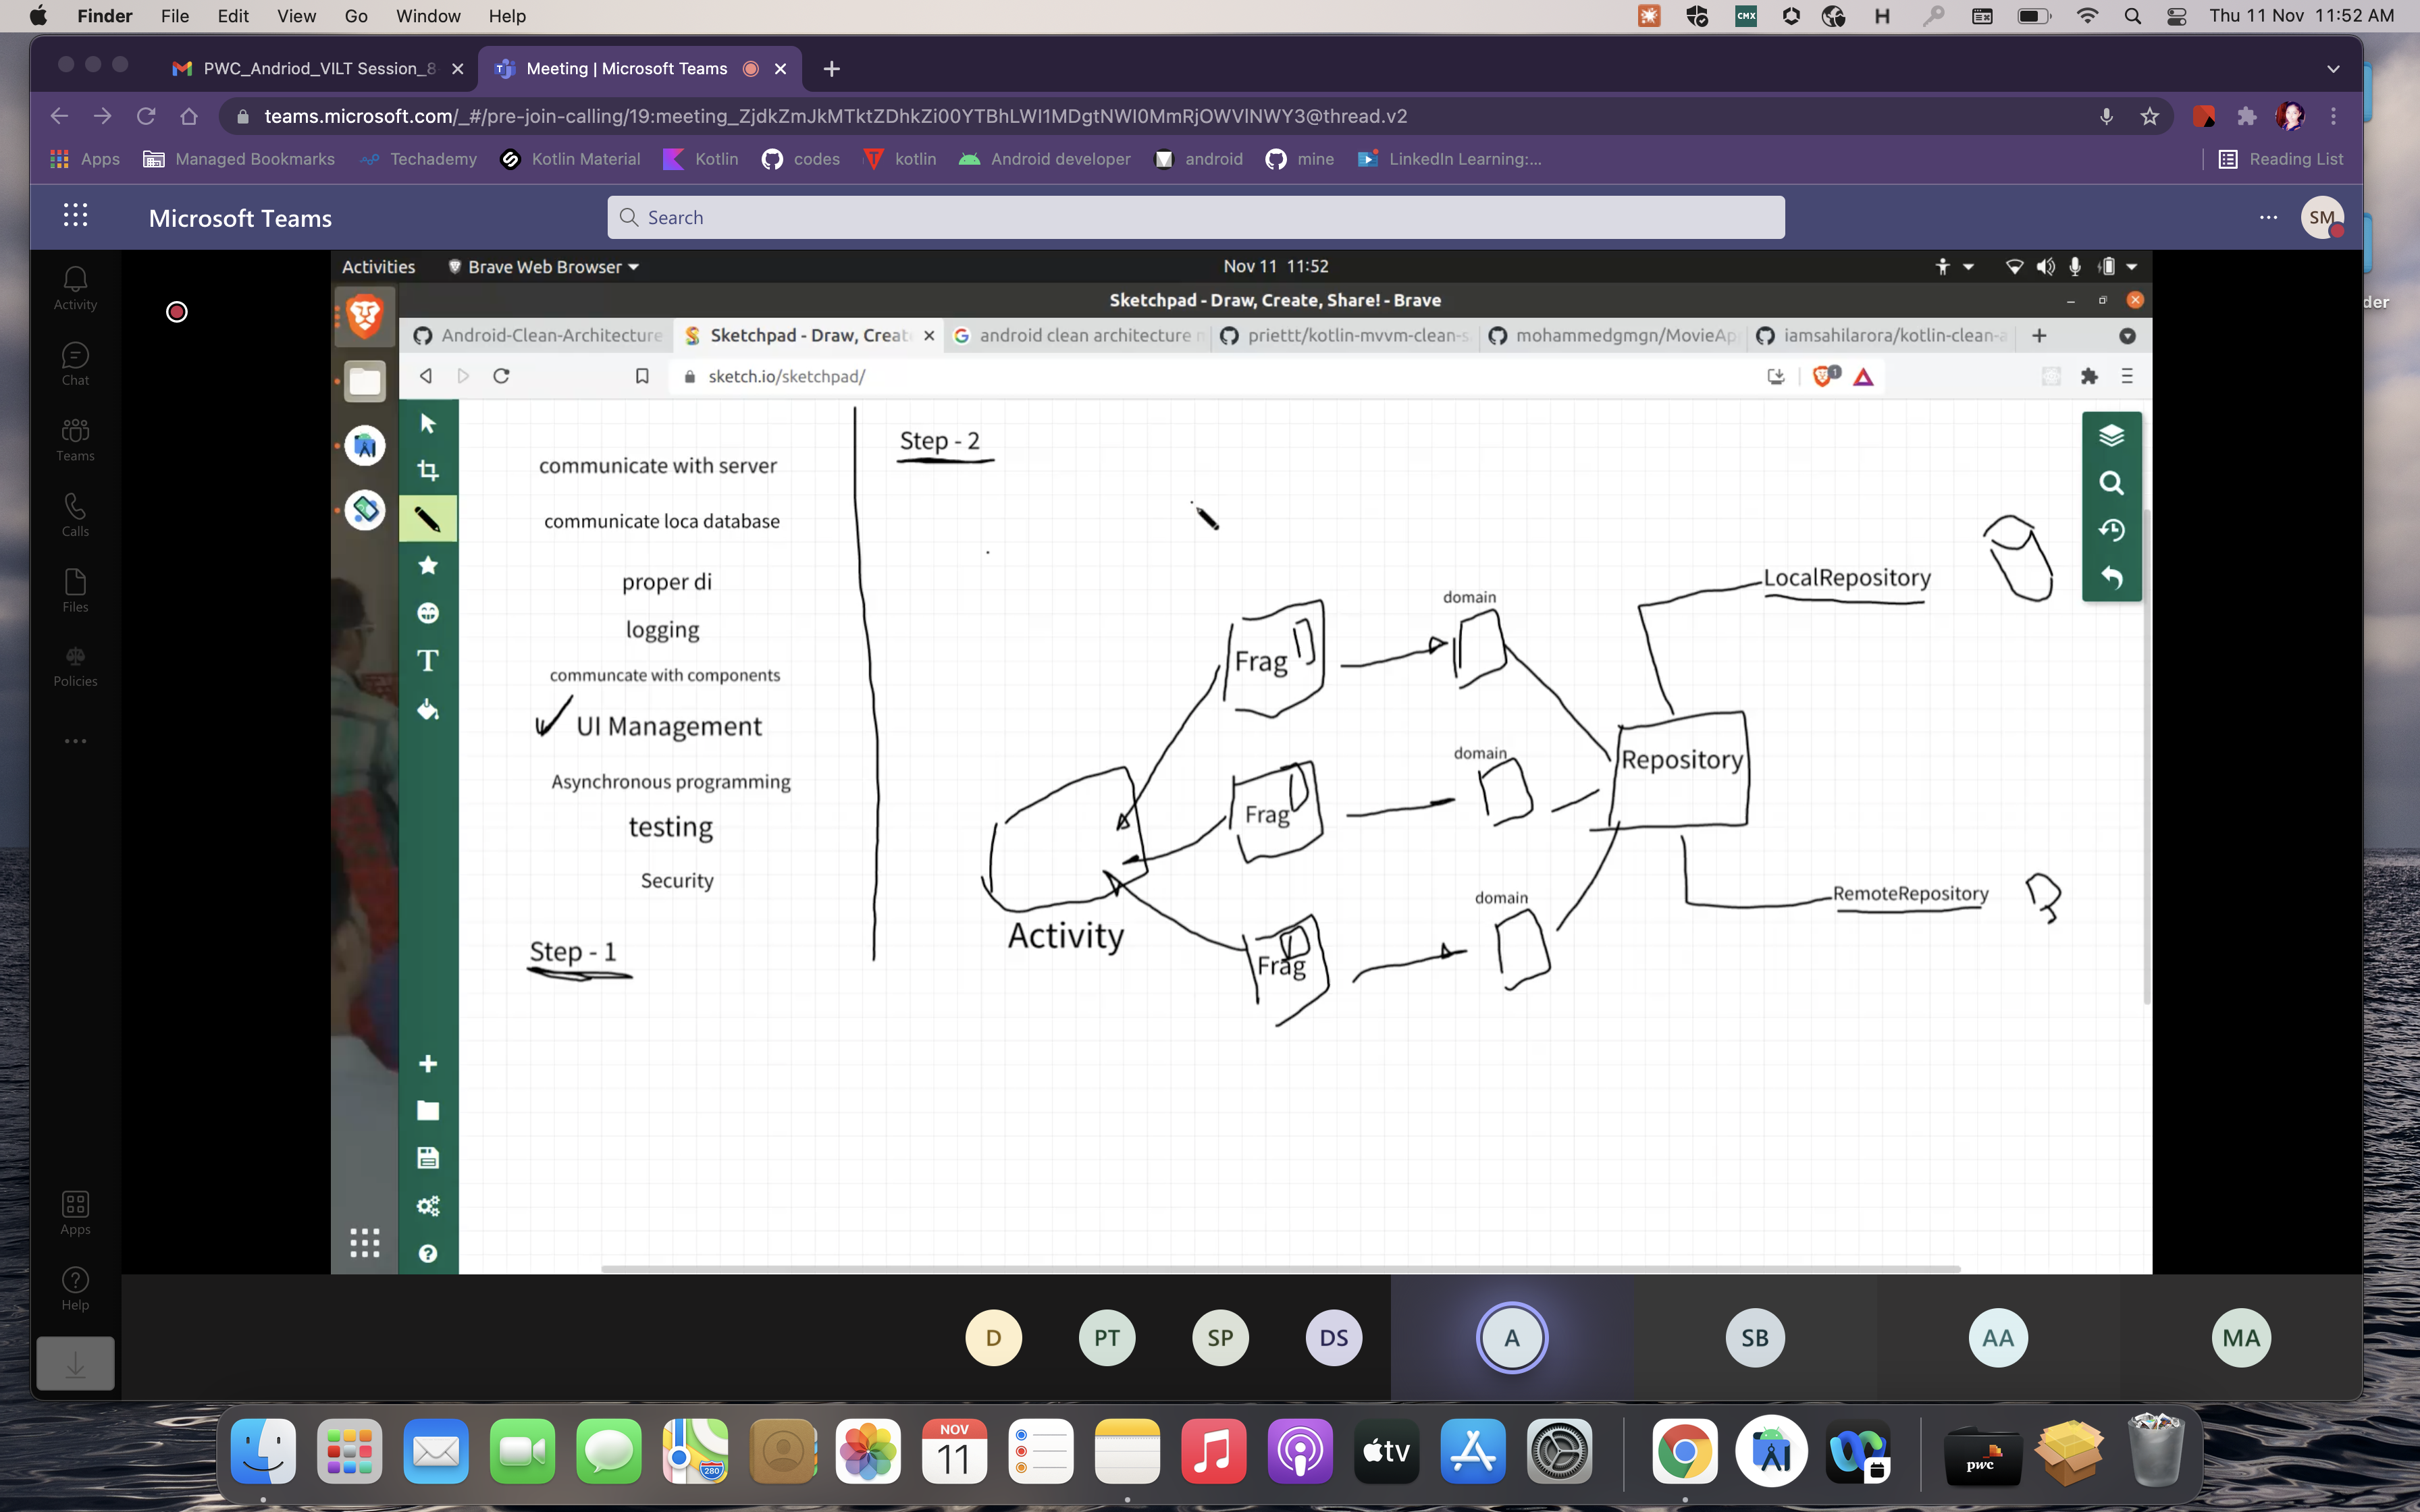 Finder File Edit View Go Window Help
CMX
H
Thu 11 Nov 11:52 AM
PWC_Andriod_VILT Session_8
Meeting | Microsoft Teams
teams.microsoft.com/_#/pre-join-calling/19:meeting_ZjdkZmJkMTktZDhkZi00YTBhLWI1MDgtNWI0MmRjOWVlNWY3@thread.v2
Apps Managed Bookmarks Techademy Kotlin Material Kotlin codes kotlin Android developer android mine LinkedIn Learning:... Reading List
Microsoft Teams
Search
SM
Activity
Chat
Teams
Calls
Files
Policies
Apps
Help
Activities Brave Web Browser
Nov 11 11:52
Sketchpad - Draw, Create, Share! - Brave
Android-Clean-Architecture
Sketchpad - Draw, Creat
android clean architecture
priettt/kotlin-mvvm-clean-s
mohammedgmgn/MovieAp
iamsahilarora/kotlin-clean-a
sketch.io/sketchpad/
1
T
communicate with server
communicate loca database
proper di
logging
communcate with components
UI Management
Asynchronous programming
testing
Security
Step - 1
Step - 2
Activity
Frag
Frag
Frag
domain
domain
domain
Repository
LocalRepository
RemoteRepository
der
D PT SP DS A SB AA MA
NOV
11
280
tv
pwc